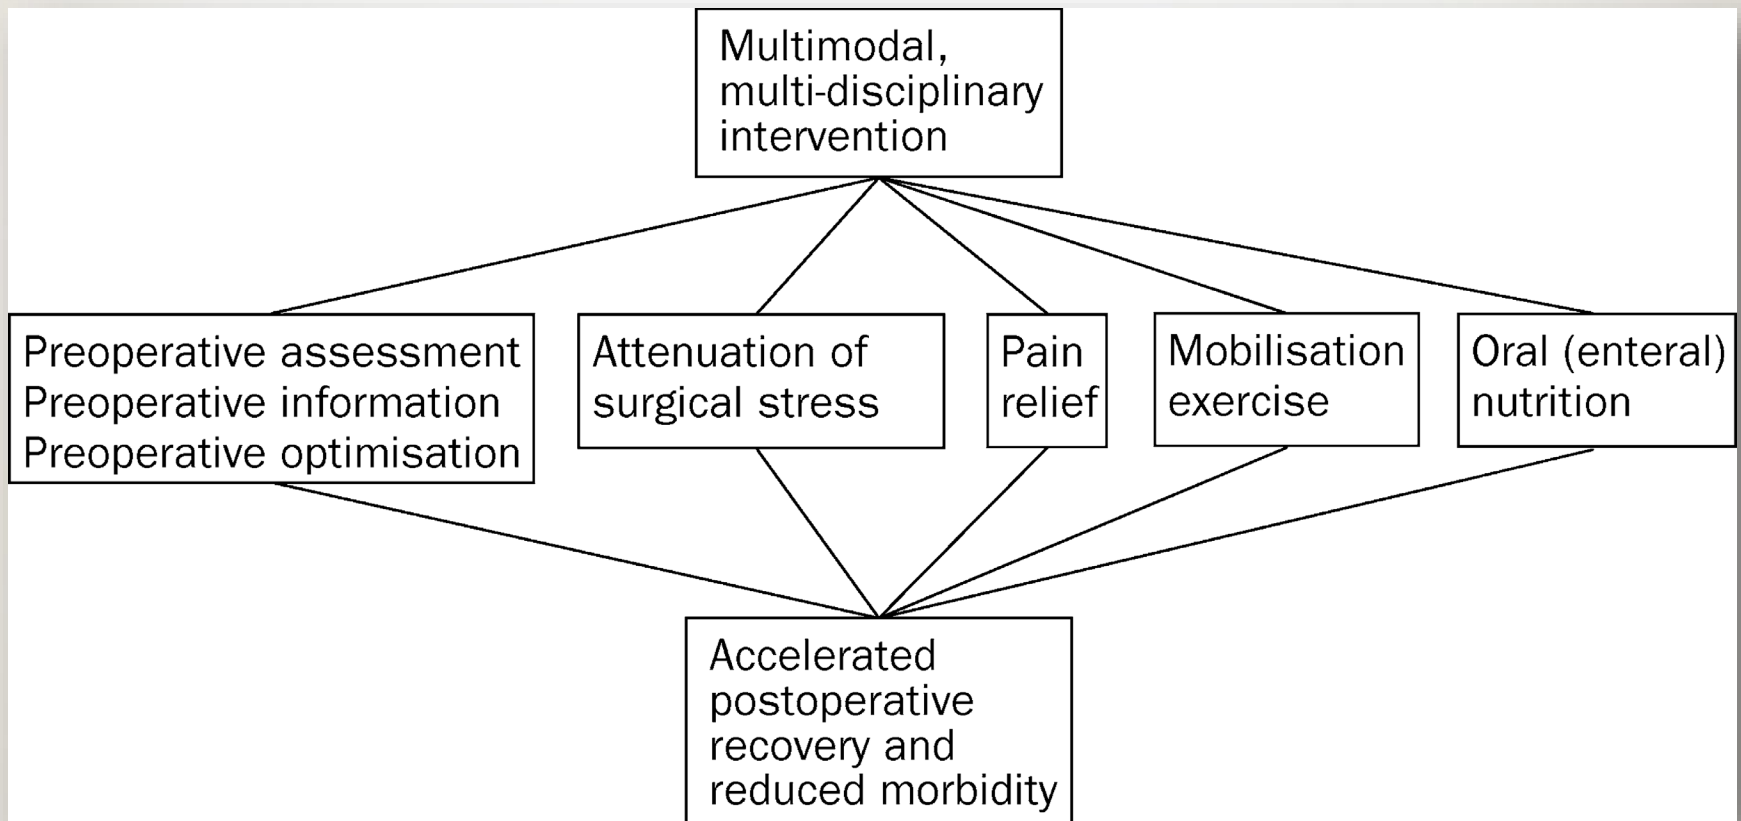 Multimodal,
multi-disciplinary
intervention
Preoperative assessment
Preoperative information
Preoperative optimisation
Attenuation of
surgical stress
Pain
relief
Mobilisation
exercise
Oral (enteral)
nutrition
Accelerated
postoperative
recovery and
reduced morbidity